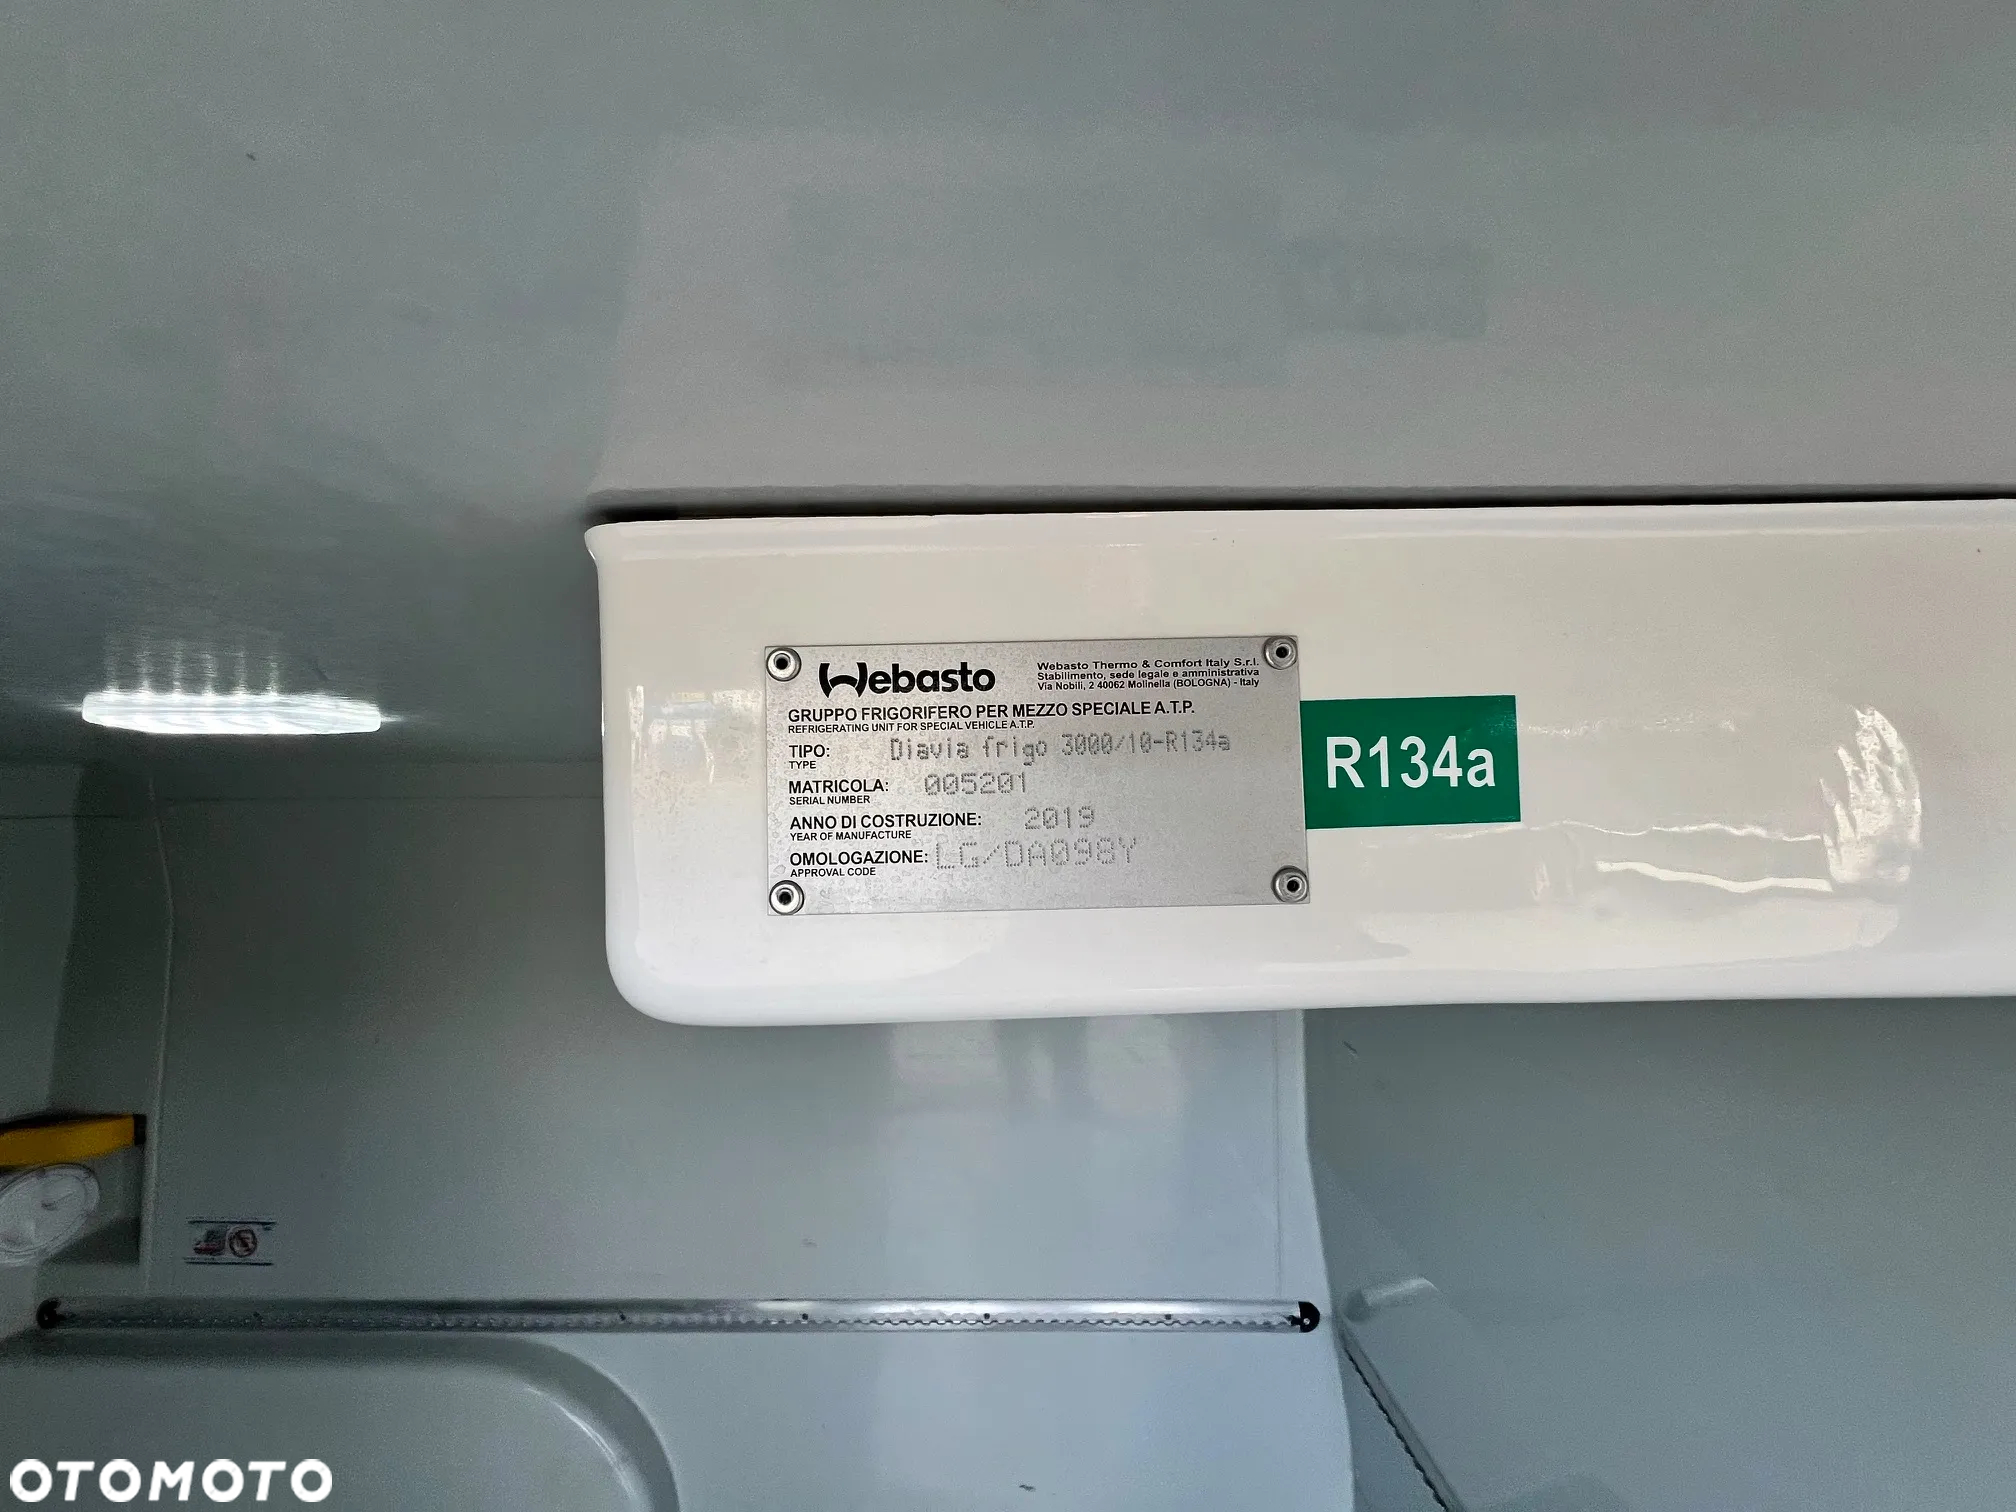 Webasto
Webasto Thermo & Comfort Italy S.r.l.
Stabilimento, sede legale e amministrativa
Via Nobili, 2 40062 Molinella (BOLOGNA) - Italy
GRUPPO FRIGORIFERO PER MEZZO SPECIALE A.T.P.
REFRIGERATING UNIT FOR SPECIAL VEHICLE A.T.P.
TIPO: Diavia frigo 3000/10-R134a
TYPE
MATRICOLA: 005201
SERIAL NUMBER
ANNO DI COSTRUZIONE: 2019
YEAR OF MANUFACTURE
OMOLOGAZIONE: LG/DA098Y
APPROVAL CODE
R134a
OTOMOTO